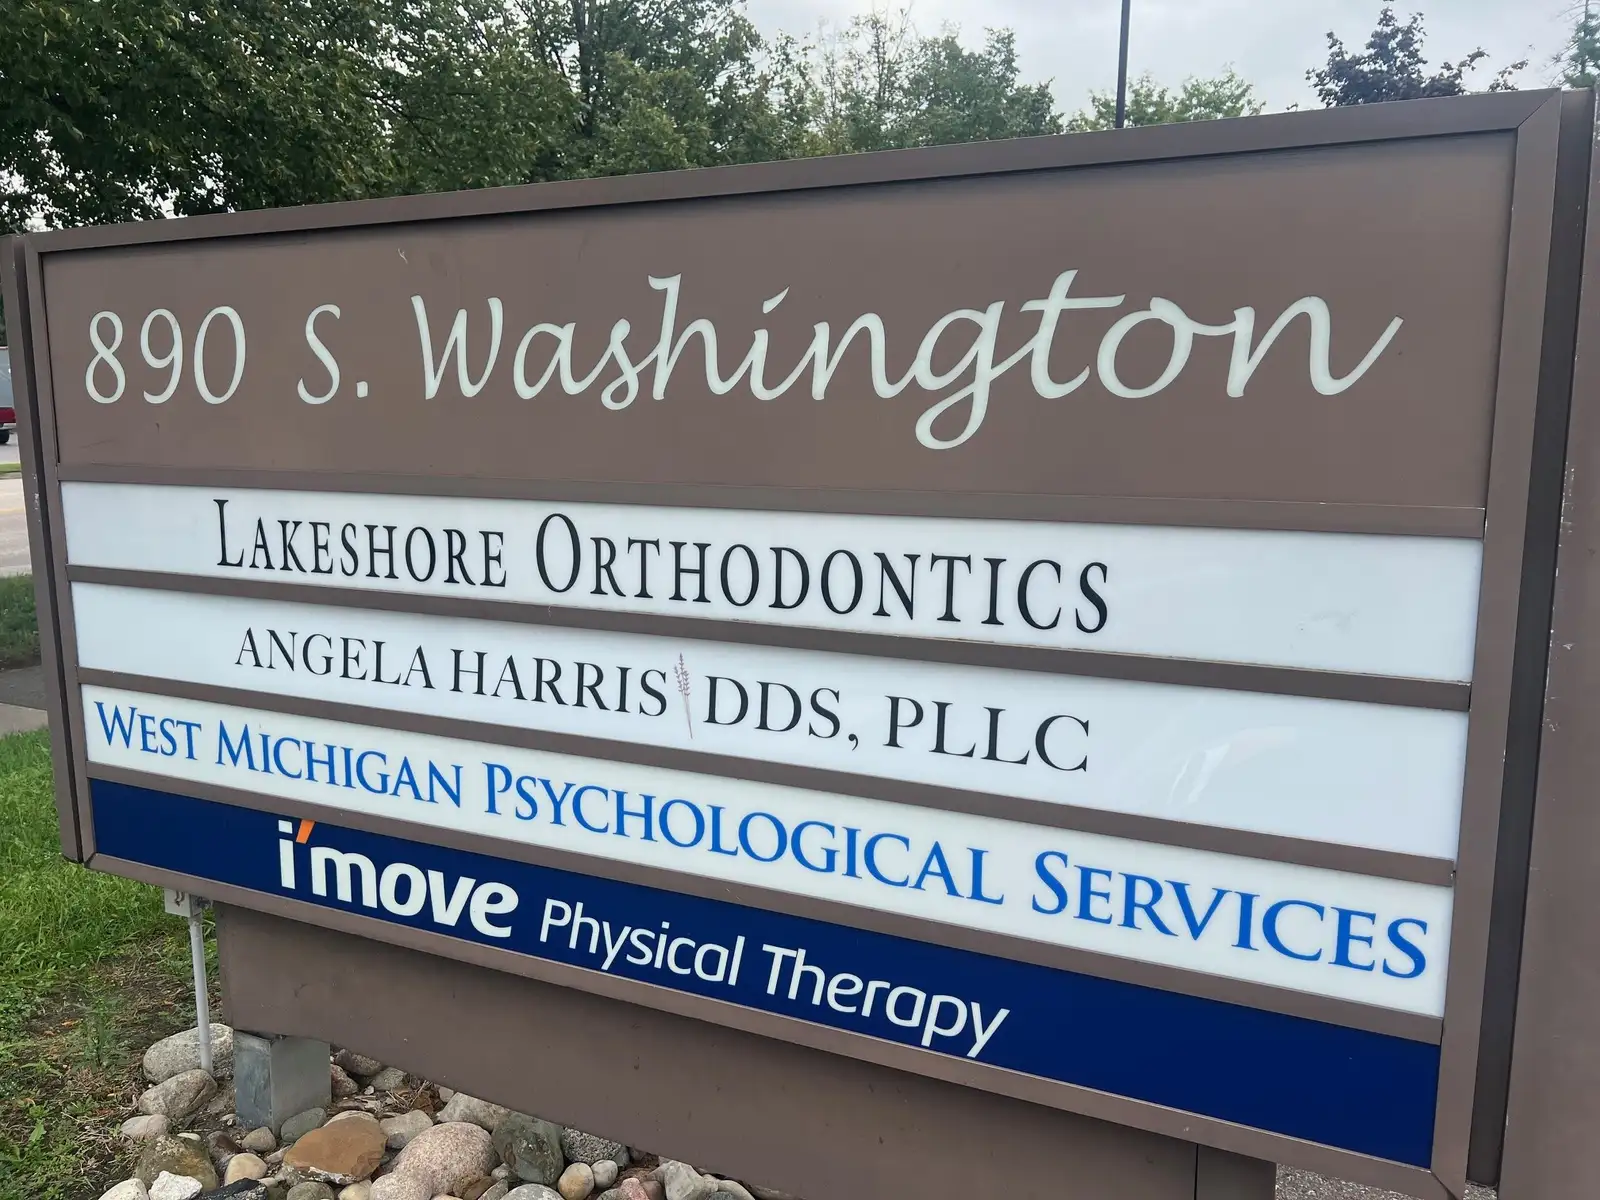 890 S. Washington
LAKESHORE ORTHODONTICS
ANGELA HARRIS DDS, PLLC
WEST MICHIGAN PSYCHOLOGICAL SERVICES
i'move Physical Therapy